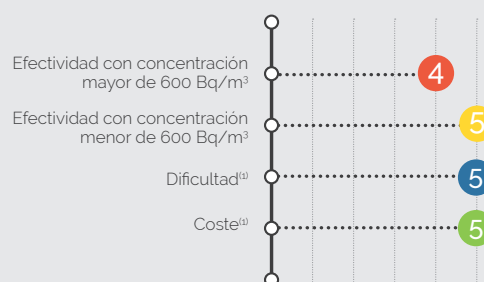 Efectividad con concentración
mayor de 600 Bq/m³
4
Efectividad con concentración
menor de 600 Bq/m³
5
Dificultad⁽¹⁾
5
Coste⁽¹⁾
5